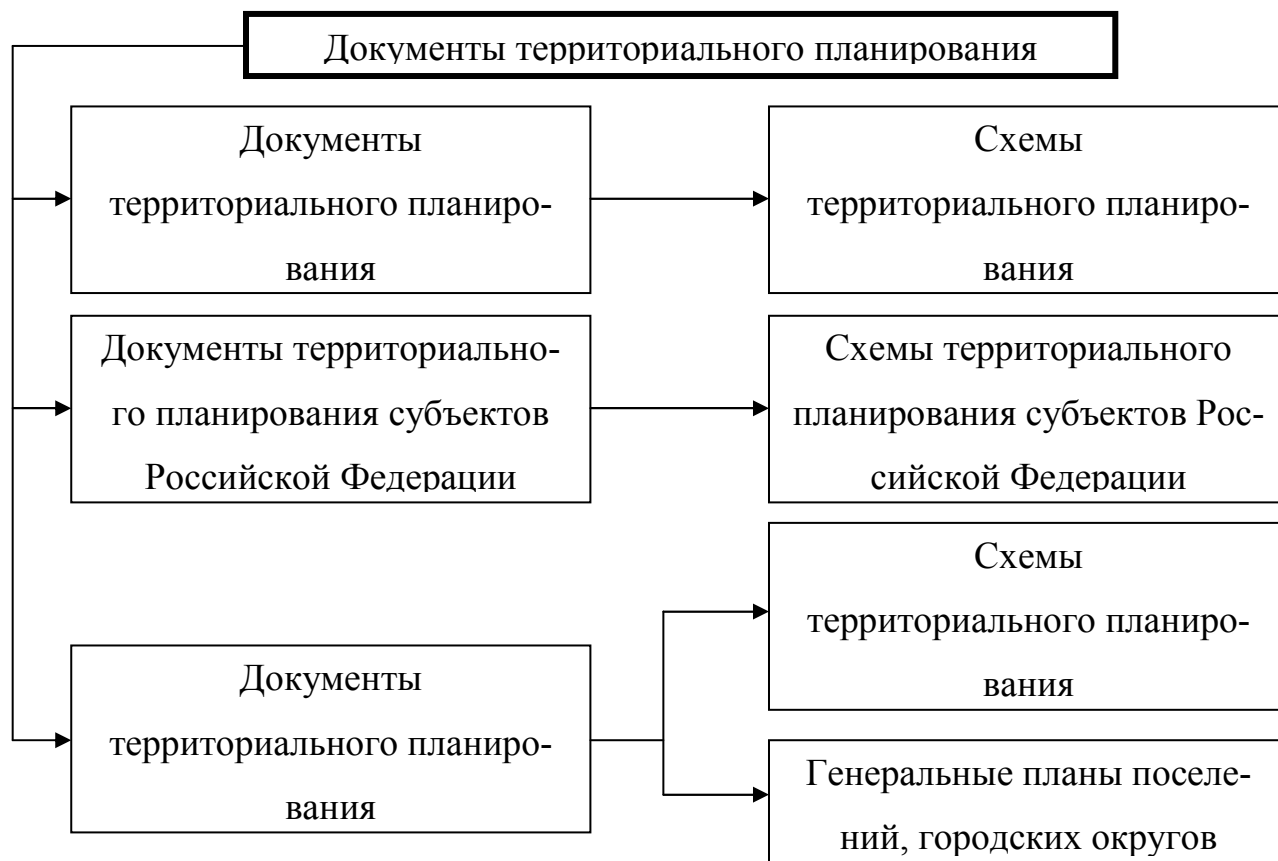 Документы территориального планирования
Документы
территориального планиро-
вания
Схемы
территориального планиро-
вания
Документы территориально-
го планирования субъектов
Российской Федерации
Схемы территориального
планирования субъектов Рос-
сийской Федерации
Документы
территориального планиро-
вания
Схемы
территориального планиро-
вания
Генеральные планы поселе-
ний, городских округов